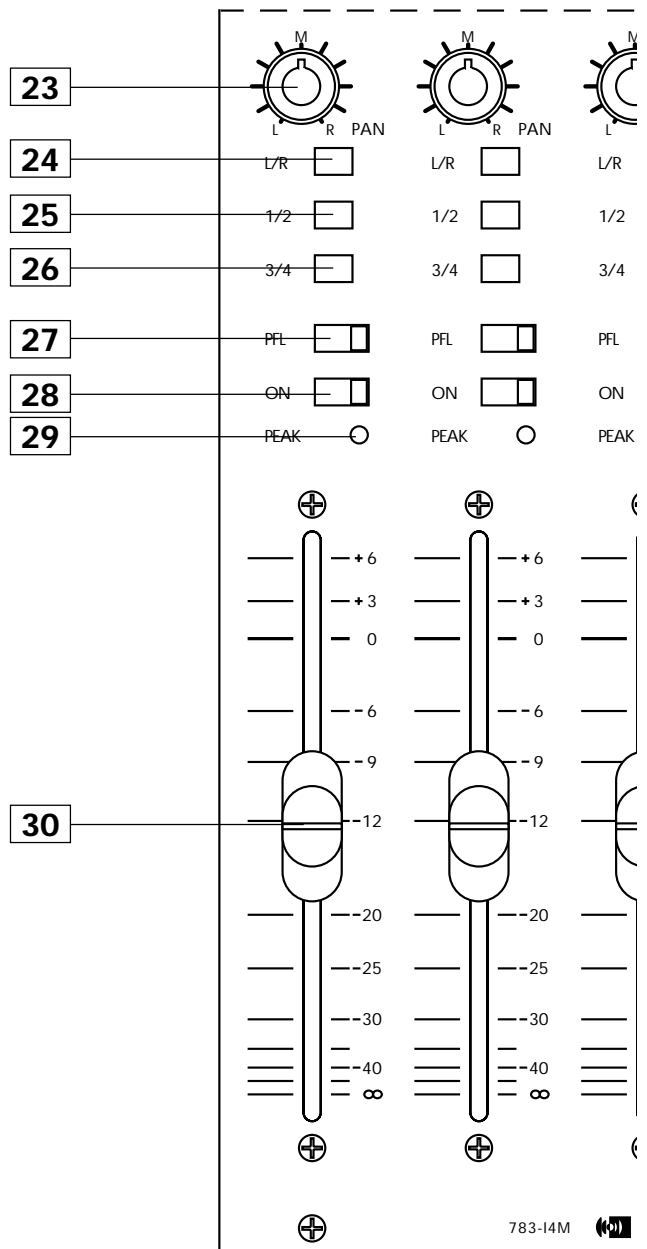 M M M
23
L R PAN L R PAN L
24 L/R L/R L/R
25 1/2 1/2 1/2
26 3/4 3/4 3/4
27 PFL PFL PFL
28 ON ON ON
29 PEAK PEAK PEAK
+6 +6
+3 +3
0 0
-6 -6
-9 -9
30 -12 -12
-20 -20
-25 -25
-30 -30
-40 -40
∞ ∞
783-I4M